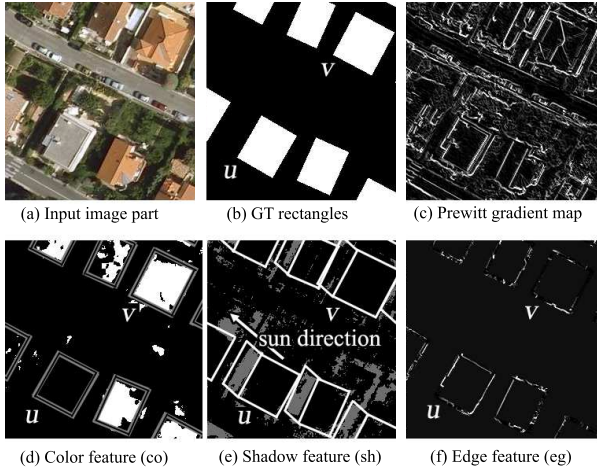 v
u
(a) Input image part
(b) GT rectangles
(c) Prewitt gradient map
v
u
v
sun direction
u
v
u
(d) Color feature (co)
(e) Shadow feature (sh)
(f) Edge feature (eg)